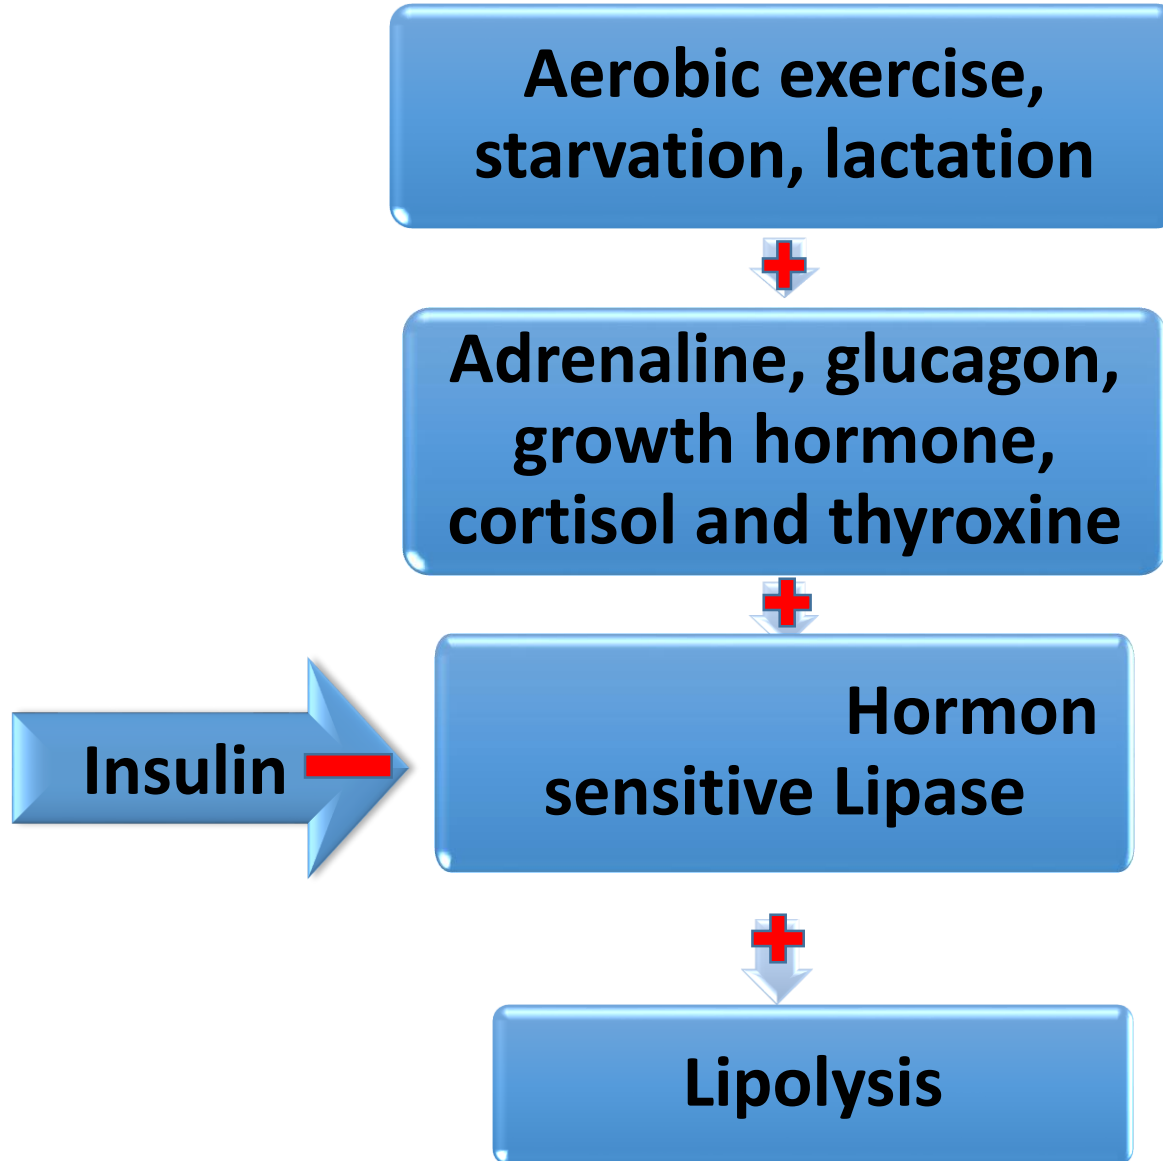 Aerobic exercise,
starvation, lactation
Adrenaline, glucagon,
growth hormone,
cortisol and thyroxine
Hormon
sensitive Lipase
Insulin
Lipolysis